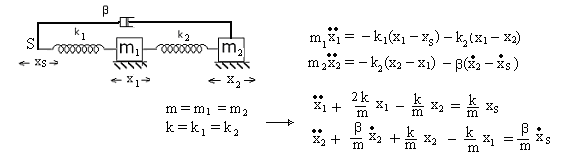 β
S k₁ m₁ k₂ m₂
← xₛ → ← x₁ → ← x₂ →
m₁ẍ₁ = −k₁(x₁ − xₛ) − k₂(x₁ − x₂)
m₂ẍ₂ = −k₂(x₂ − x₁) − β(ẋ₂ − ẋₛ)
m = m₁ = m₂
k = k₁ = k₂
→
ẍ₁ + 2k/m x₁ − k/m x₂ = k/m xₛ
ẍ₂ + β/m ẋ₂ + k/m x₂ − k/m x₁ = β/m ẋₛ